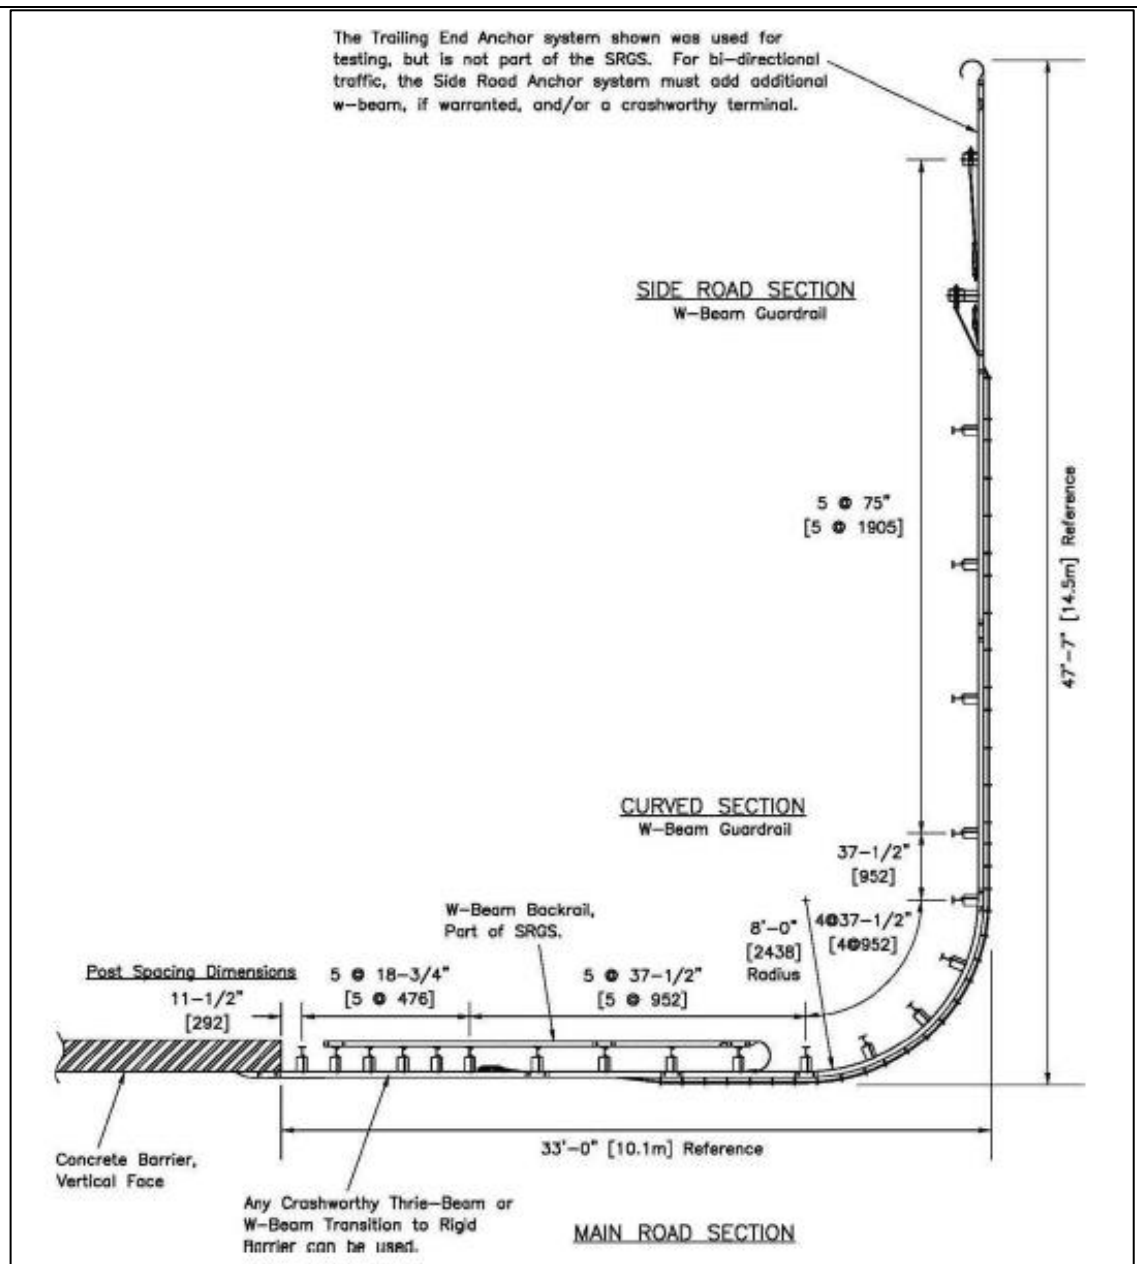 The Trailing End Anchor system shown was used for
testing, but is not part of the SRGS. For bi-directional
traffic, the Side Road Anchor system must add additional
w-beam, if warranted, and/or a crashworthy terminal.
SIDE ROAD SECTION
W-Beam Guardrail
5 @ 75"
[5 @ 1905]
47'-7" [14.5m] Reference
CURVED SECTION
W-Beam Guardrail
37-1/2"
[952]
W-Beam Backrail,
Part of SRGS.
8'-0"
[2438]
Radius
4@37-1/2"
[4@952]
Post Spacing Dimensions
11-1/2"
[292]
5 @ 18-3/4"
[5 @ 476]
5 @ 37-1/2"
[5 @ 952]
33'-0" [10.1m] Reference
Concrete Barrier,
Vertical Face
Any Crashworthy Thrie-Beam or
W-Beam Transition to Rigid
Barrier can be used.
MAIN ROAD SECTION